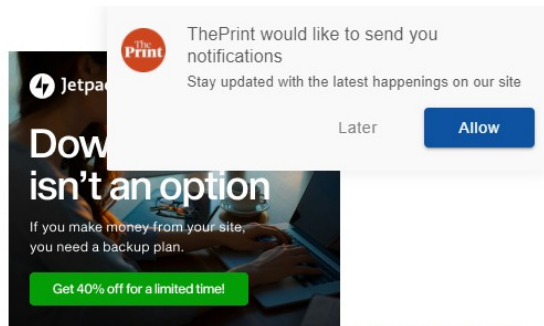 The
Print
ThePrint would like to send you
notifications
Stay updated with the latest happenings on our site
Later
Allow
Jetpac
Dow
isn't an option
If you make money from your site,
you need a backup plan.
Get 40% off for a limited time!